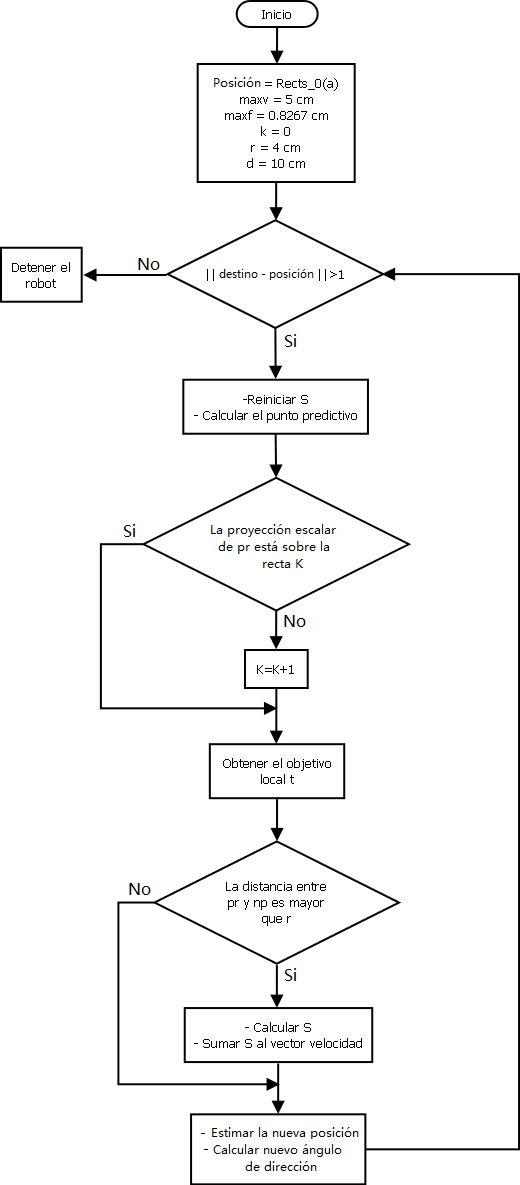 Inicio
Posición = Rects_0(a)
maxv = 5 cm
maxf = 0.8267 cm
k = 0
r = 4 cm
d = 10 cm
|| destino - posición ||>1
No
Detener el
robot
Si
-Reiniciar S
- Calcular el punto predictivo
La proyección escalar
de pr está sobre la
recta K
Si
No
K=K+1
Obtener el objetivo
local t
La distancia entre
pr y np es mayor
que r
No
Si
- Calcular S
- Sumar S al vector velocidad
- Estimar la nueva posición
- Calcular nuevo ángulo
de dirección